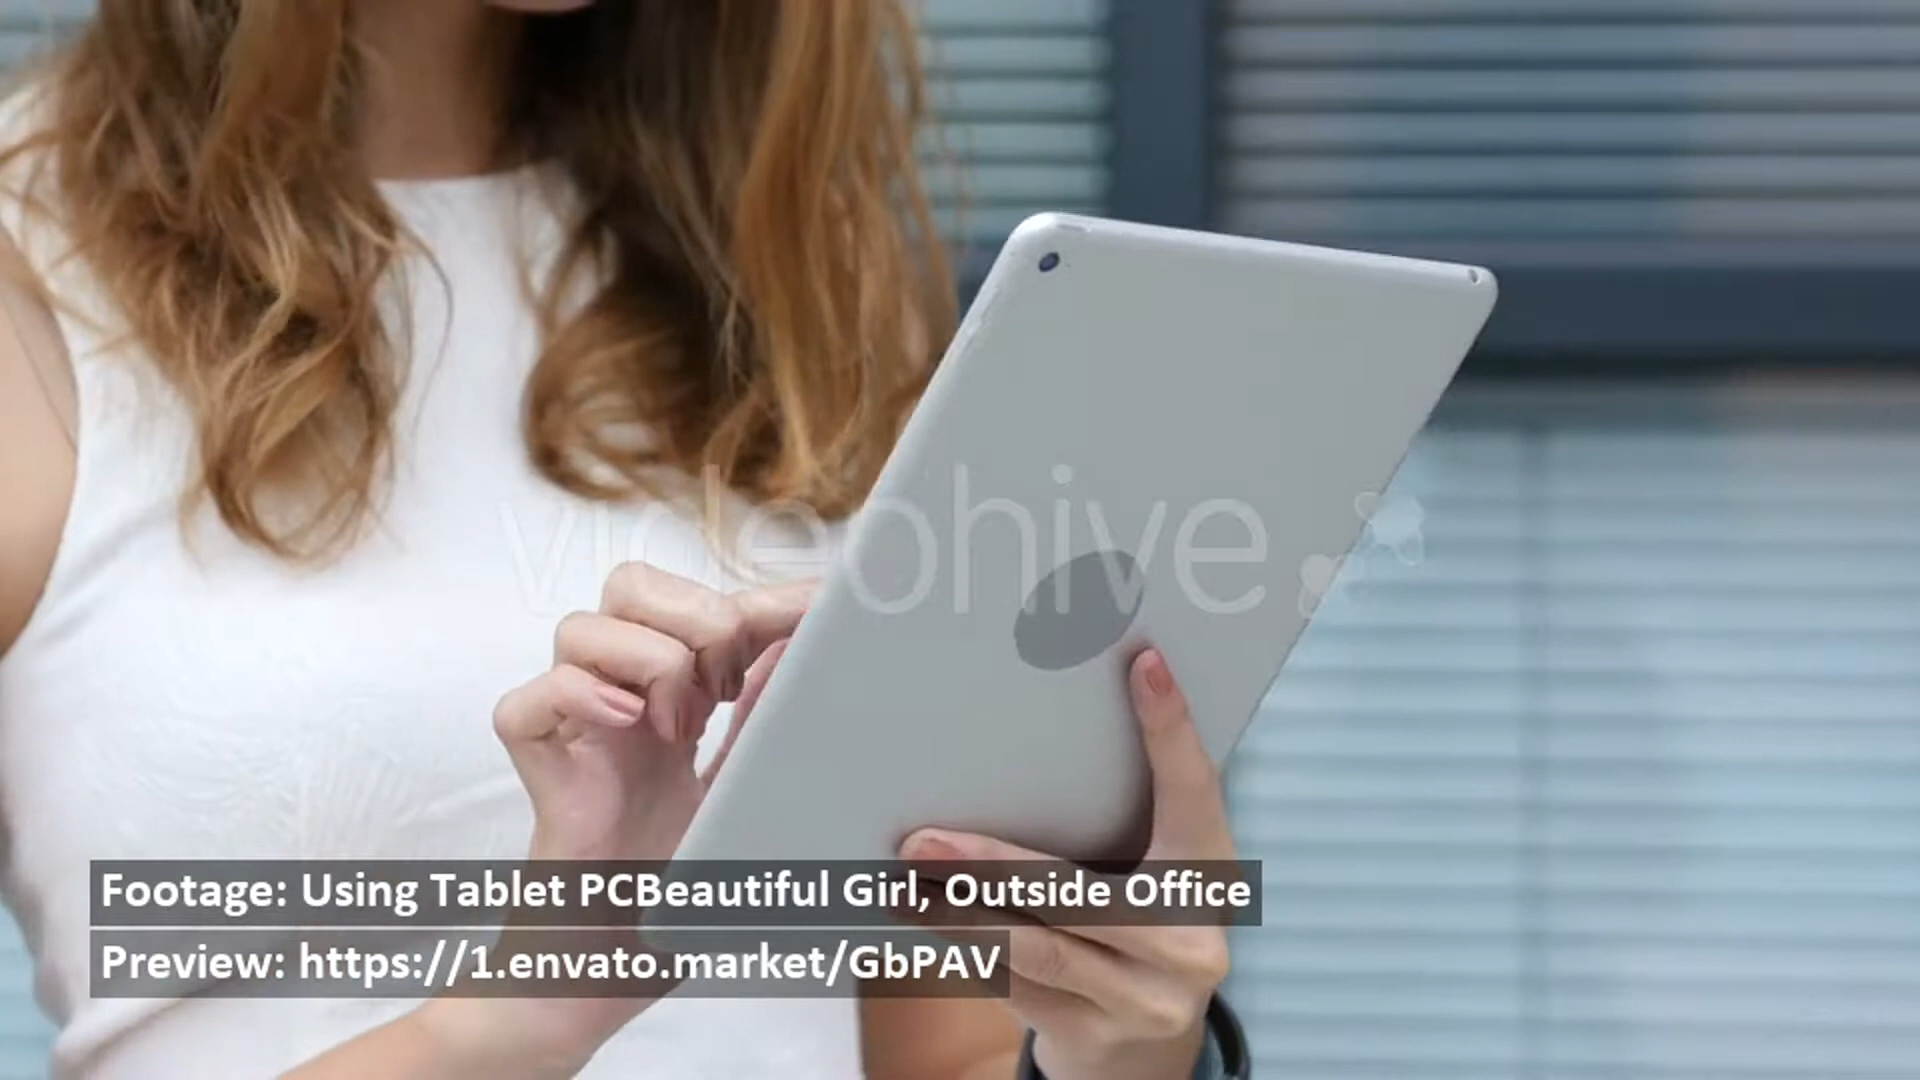 videohive
Footage: Using Tablet PCBeautiful Girl, Outside Office
Preview: https://1.envato.market/GbPAV